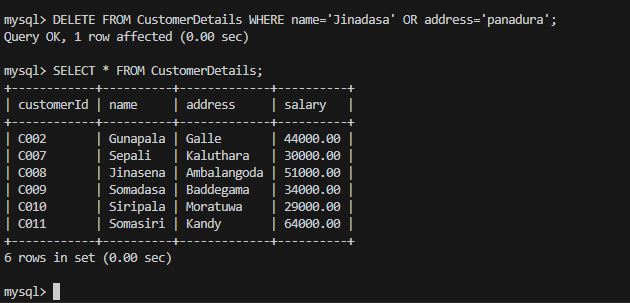 mysql> DELETE FROM CustomerDetails WHERE name='Jinadasa' OR address='panadura';
Query OK, 1 row affected (0.00 sec)
mysql> SELECT * FROM CustomerDetails;
+------------+----------+------------+----------+
| customerId | name     | address    | salary   |
+------------+----------+------------+----------+
| C002       | Gunapala | Galle      | 44000.00 |
| C007       | Sepali   | Kaluthara  | 30000.00 |
| C008       | Jinasena | Ambalangoda | 51000.00 |
| C009       | Somadasa | Baddegama  | 34000.00 |
| C010       | Siripala | Moratuwa   | 29000.00 |
| C011       | Somasiri | Kandy      | 64000.00 |
+------------+----------+------------+----------+
6 rows in set (0.00 sec)
mysql>